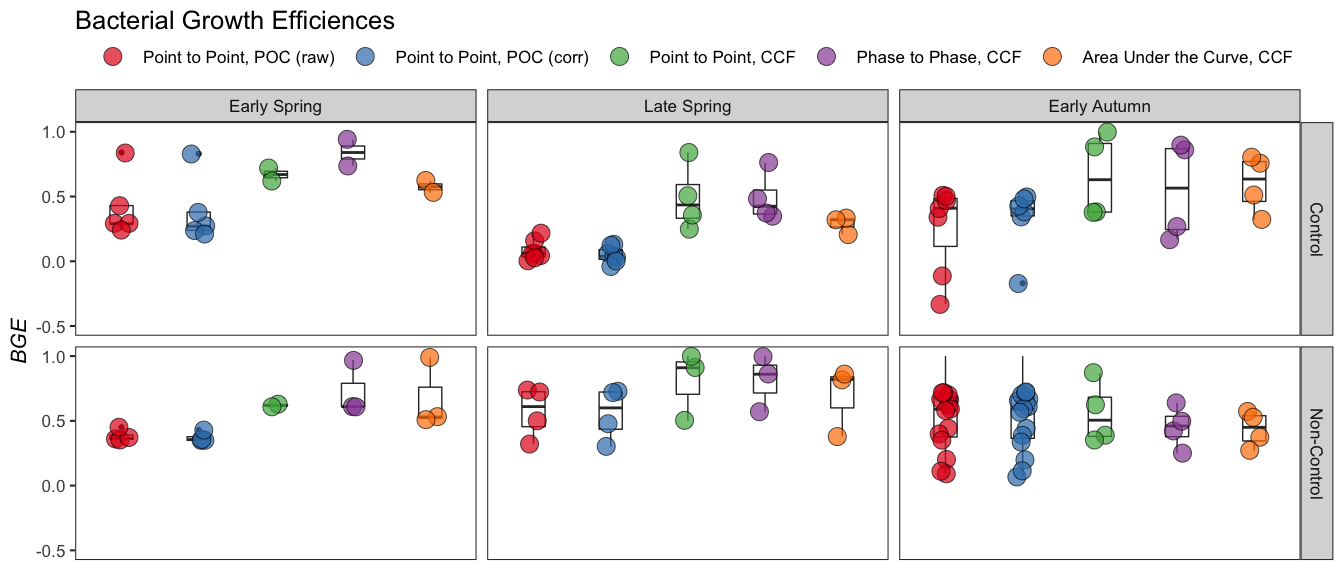 Bacterial Growth Efficiences
Point to Point, POC (raw) Point to Point, POC (corr) Point to Point, CCF Phase to Phase, CCF Area Under the Curve, CCF
Early Spring Late Spring Early Autumn
1.0
0.5
0.0
-0.5
Control
BGE
1.0
0.5
0.0
-0.5
Non-Control